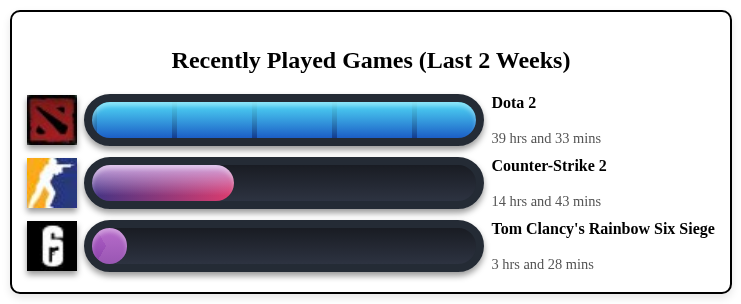 Recently Played Games (Last 2 Weeks)
Dota 2
39 hrs and 33 mins
Counter-Strike 2
14 hrs and 43 mins
6
Tom Clancy's Rainbow Six Siege
3 hrs and 28 mins